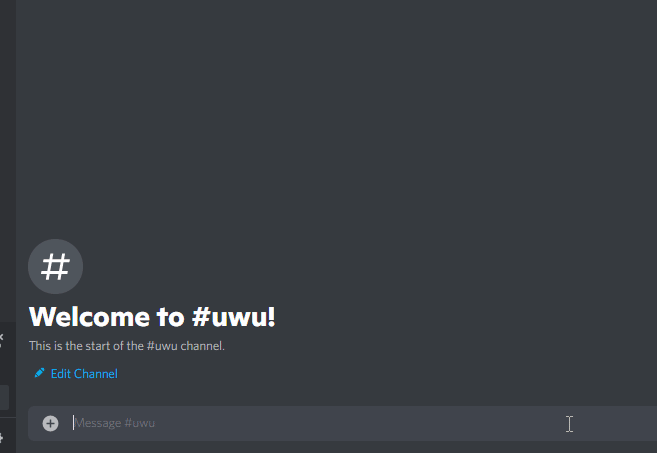 #
Welcome to #uwu!
This is the start of the #uwu channel.
Edit Channel
Message #uwu